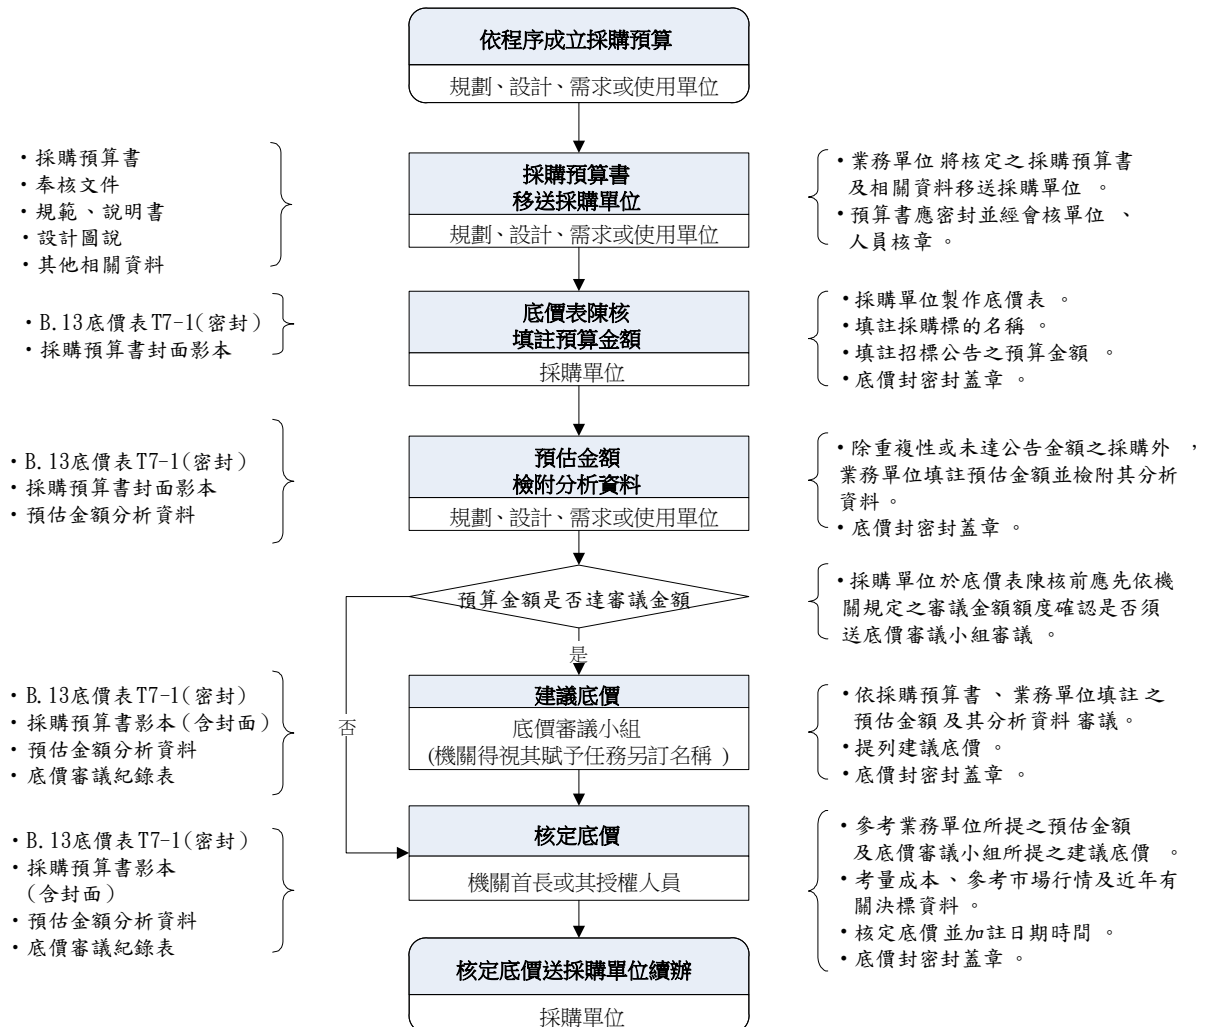 依程序成立採購預算
規劃、設計、需求或使用單位
・採購預算書
・奉核文件
・規範、說明書
・設計圖說
・其他相關資料
採購預算書
移送採購單位
規劃、設計、需求或使用單位
・業務單位 將核定之採購預算書
及相關資料移送採購單位 。
・預算書應密封並經會核單位 、
人員核章。
・B.13底價表T7-1(密封)
・採購預算書封面影本
底價表陳核
填註預算金額
採購單位
・採購單位製作底價表 。
・填註採購標的名稱 。
・填註招標公告之預算金額 。
・底價封密封蓋章 。
・B.13底價表T7-1(密封)
・採購預算書封面影本
・預估金額分析資料
預估金額
檢附分析資料
規劃、設計、需求或使用單位
・除重複性或未達公告金額之採購外 ,
業務單位填註預估金額並檢附其分析
資料。
・底價封密封蓋章 。
預算金額是否達審議金額
・採購單位於底價表陳核前應先依機
關規定之審議金額額度確認是否須
送底價審議小組審議 。
是
否
・B.13底價表T7-1(密封)
・採購預算書影本(含封面)
・預估金額分析資料
・底價審議紀錄表
建議底價
底價審議小組
(機關得視其賦予任務另訂名稱 )
・依採購預算書 、業務單位填註之
預估金額及其分析資料審議。
・提列建議底價 。
・底價封密封蓋章 。
・B.13底價表T7-1(密封)
・採購預算書影本
(含封面)
・預估金額分析資料
・底價審議紀錄表
核定底價
機關首長或其授權人員
・參考業務單位所提之預估金額
及底價審議小組所提之建議底價 。
・考量成本 、參考市場行情及近年有
關決標資料 。
・核定底價並加註日期時間 。
・底價封密封蓋章 。
核定底價送採購單位續辦
採購單位